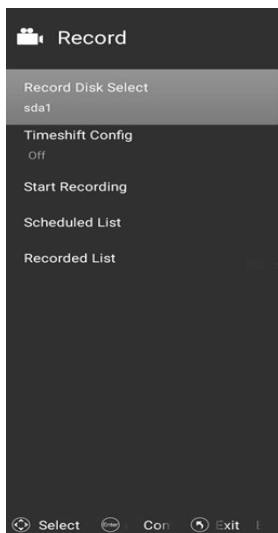 Record
Record Disk Select
sda1
Timeshift Config
Off
Start Recording
Scheduled List
Recorded List
Select Enter Con Exit